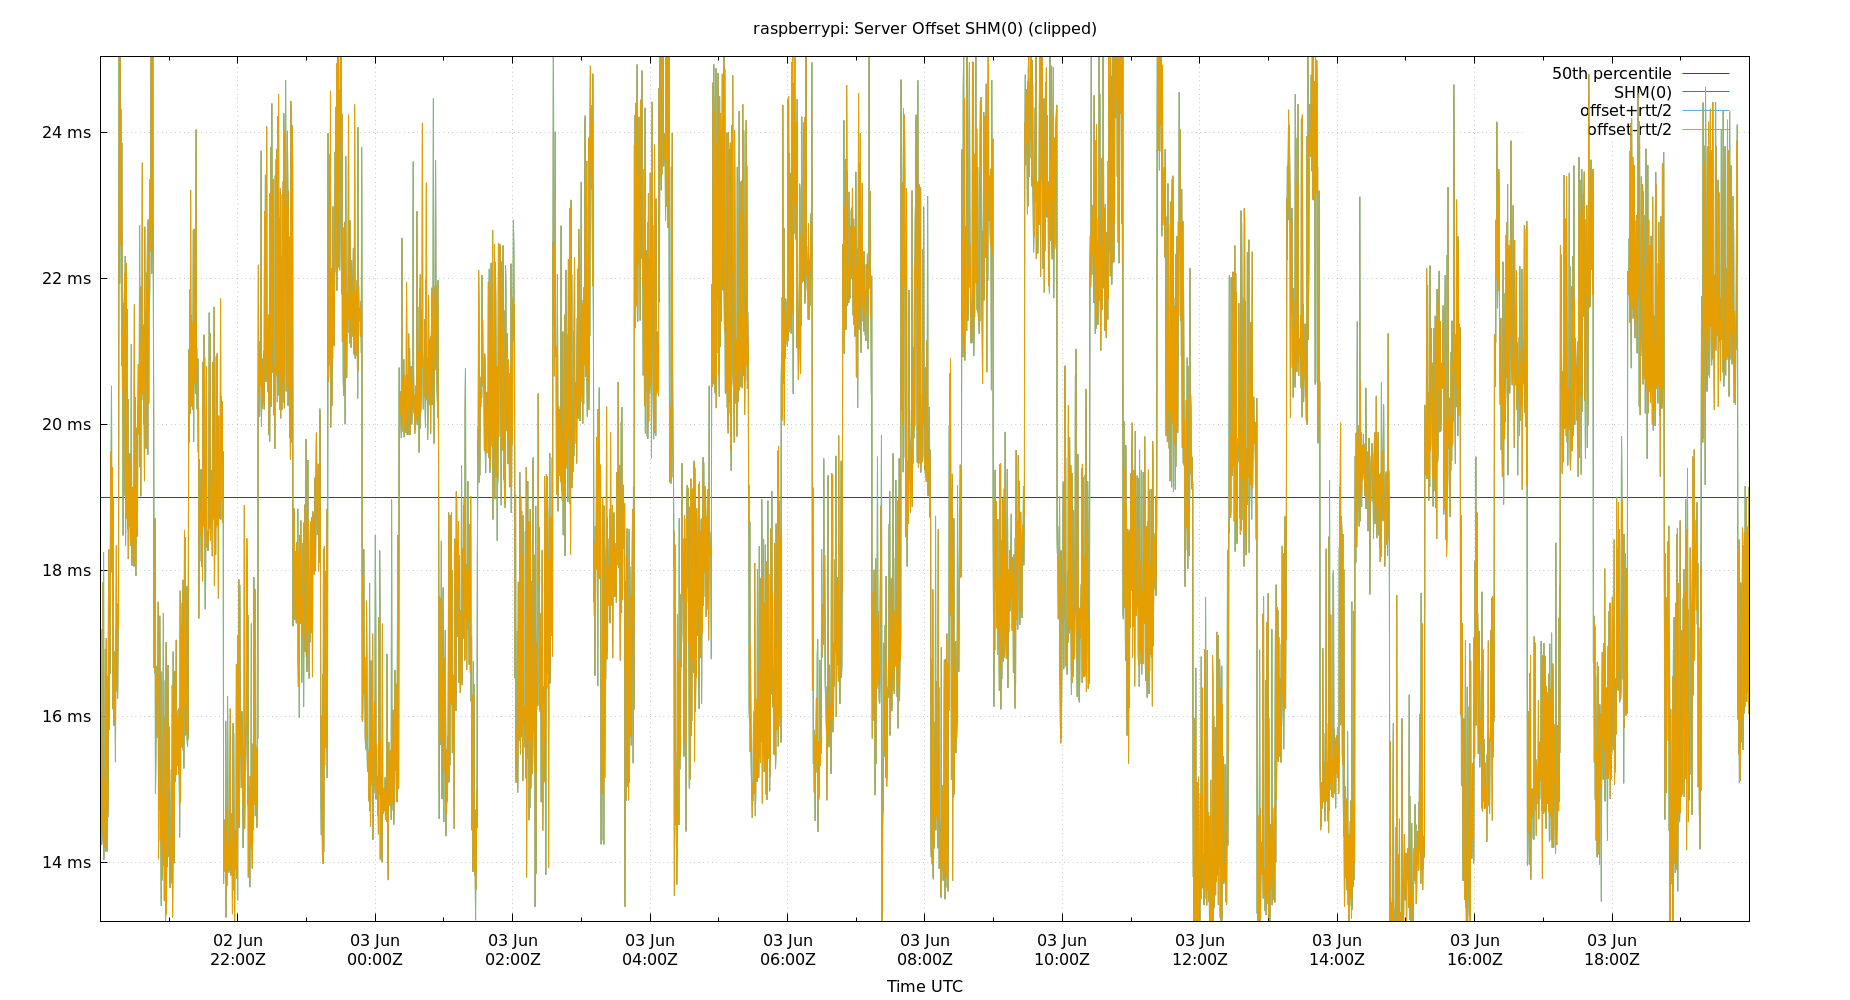 raspberrypi: Server Offset SHM(0) (clipped)
50th percentile
SHM(0)
offset+rtt/2
offset-rtt/2
24 ms
22 ms
20 ms
18 ms
16 ms
14 ms
02 Jun 03 Jun 03 Jun 03 Jun 03 Jun 03 Jun 03 Jun 03 Jun 03 Jun 03 Jun 03 Jun
22:00Z 00:00Z 02:00Z 04:00Z 06:00Z 08:00Z 10:00Z 12:00Z 14:00Z 16:00Z 18:00Z
Time UTC